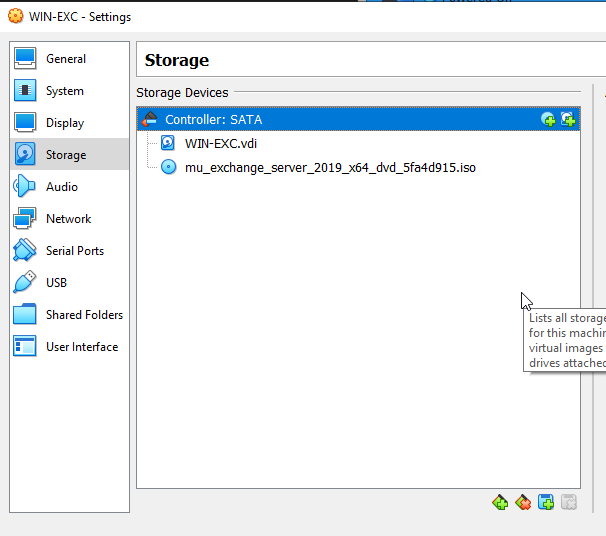 WIN-EXC - Settings
General
System
Display
Storage
Audio
Network
Serial Ports
USB
Shared Folders
User Interface
Storage
Storage Devices
Controller: SATA
WIN-EXC.vdi
mu_exchange_server_2019_x64_dvd_5fa4d915.iso
Lists all storage
for this machin
virtual images
drives attached